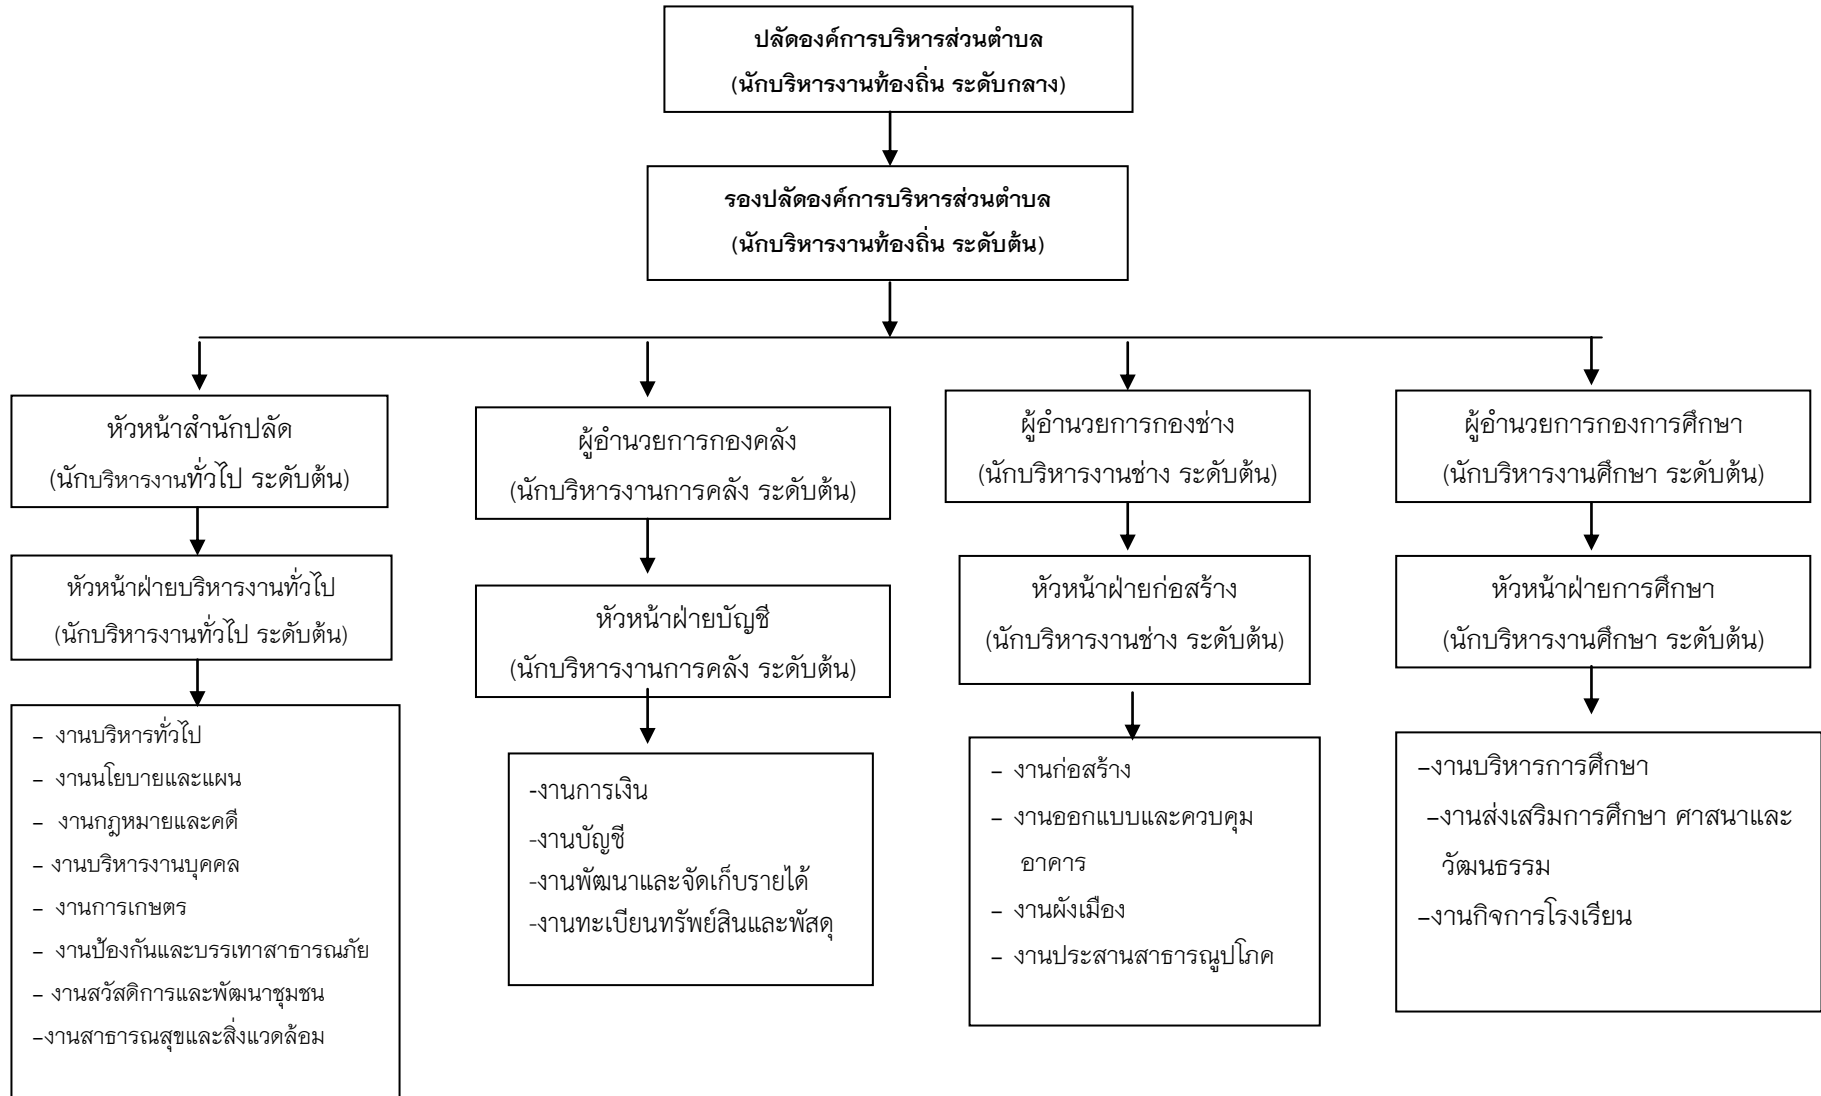 ปลัดองค์การบริหารส่วนตำบล
(นักบริหารงานท้องถิ่น ระดับกลาง)
รองปลัดองค์การบริหารส่วนตำบล
(นักบริหารงานท้องถิ่น ระดับต้น)
หัวหน้าสำนักปลัด
(นักบริหารงานทั่วไป ระดับต้น)
ผู้อำนวยการกองคลัง
(นักบริหารงานการคลัง ระดับต้น)
ผู้อำนวยการกองช่าง
(นักบริหารงานช่าง ระดับต้น)
ผู้อำนวยการกองการศึกษา
(นักบริหารงานศึกษา ระดับต้น)
หัวหน้าฝ่ายบริหารงานทั่วไป
(นักบริหารงานทั่วไป ระดับต้น)
หัวหน้าฝ่ายบัญชี
(นักบริหารงานการคลัง ระดับต้น)
หัวหน้าฝ่ายก่อสร้าง
(นักบริหารงานช่าง ระดับต้น)
หัวหน้าฝ่ายการศึกษา
(นักบริหารงานศึกษา ระดับต้น)
– งานบริหารทั่วไป
– งานนโยบายและแผน
– งานกฎหมายและคดี
– งานบริหารงานบุคคล
– งานการเกษตร
– งานป้องกันและบรรเทาสาธารณภัย
– งานสวัสดิการและพัฒนาชุมชน
–งานสาธารณสุขและสิ่งแวดล้อม
-งานการเงิน
-งานบัญชี
-งานพัฒนาและจัดเก็บรายได้
-งานทะเบียนทรัพย์สินและพัสดุ
– งานก่อสร้าง
– งานออกแบบและควบคุม
อาคาร
– งานผังเมือง
– งานประสานสาธารณูปโภค
–งานบริหารการศึกษา
–งานส่งเสริมการศึกษา ศาสนาและ
วัฒนธรรม
–งานกิจการโรงเรียน